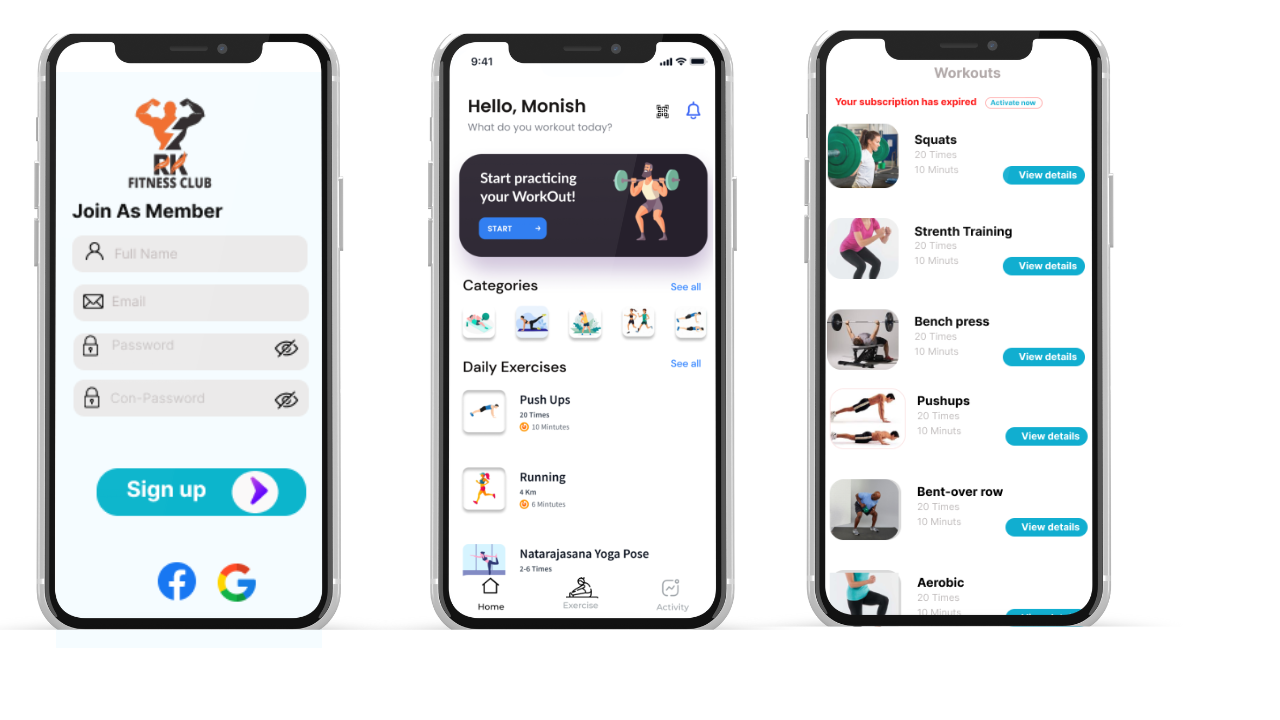 RK
FITNESS CLUB
Join As Member
Full Name
Email
Password
Con-Password
Sign up
9:41
Hello, Monish
What do you workout today?
Start practicing
your WorkOut!
START
Categories
See all
Daily Exercises
See all
Push Ups
20 Times
10 Mintutes
Running
4 Km
6 Mintutes
Natarajasana Yoga Pose
2-6 Times
Home
Exercise
Activity
Workouts
Your subscription has expired
Activate now
Squats
20 Times
10 Minuts
View details
Strenth Training
20 Times
10 Minuts
View details
Bench press
20 Times
10 Minuts
View details
Pushups
20 Times
10 Minuts
View details
Bent-over row
20 Times
10 Minuts
View details
Aerobic
20 Times
10 Minuts
View details